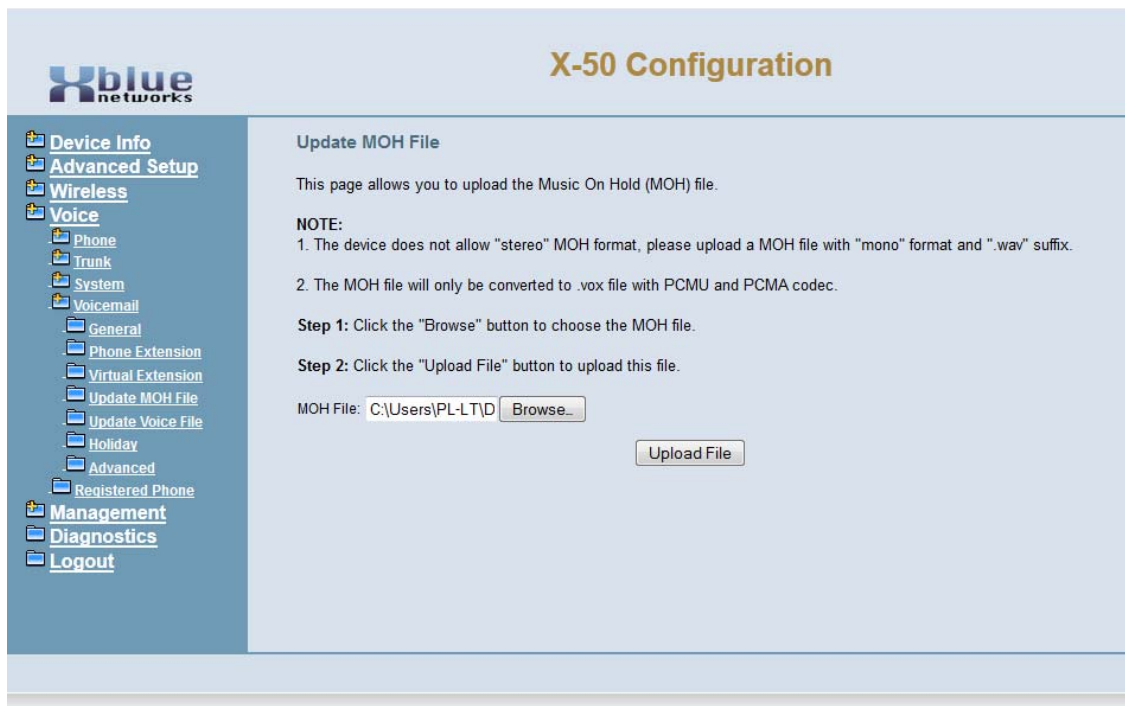 Xblue
networks
X-50 Configuration
Device Info
Advanced Setup
Wireless
Voice
Phone
Trunk
System
Voicemail
General
Phone Extension
Virtual Extension
Update MOH File
Update Voice File
Holiday
Advanced
Registered Phone
Management
Diagnostics
Logout
Update MOH File
This page allows you to upload the Music On Hold (MOH) file.
NOTE:
1. The device does not allow "stereo" MOH format, please upload a MOH file with "mono" format and ".wav" suffix.
2. The MOH file will only be converted to .vox file with PCMU and PCMA codec.
Step 1: Click the "Browse" button to choose the MOH file.
Step 2: Click the "Upload File" button to upload this file.
MOH File: C:\Users\PL-LT\D Browse...
Upload File